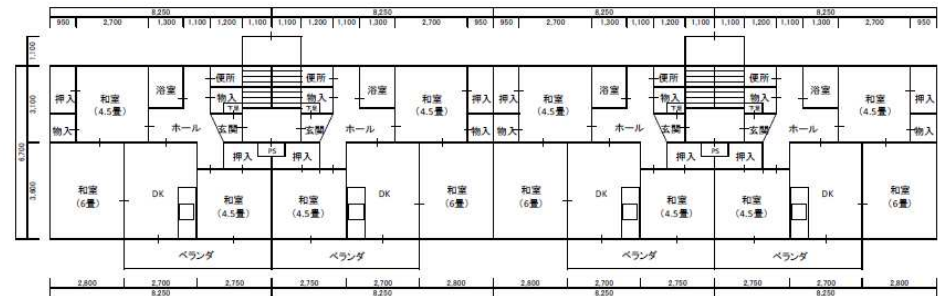 8,250 8,250 8,250 8,250
950 2,700 1,300 1,100 1,200 1,100 1,100 1,200 1,100 1,300 2,700 950 950 2,700 1,300 1,100 1,200 1,100 1,100 1,200 1,100 1,300 2,700 950
1,100
3,100
6,700
3,600
押入 和室 浴室 便所 便所 浴室 和室 押入 押入 和室 浴室 便所 便所 浴室 和室 押入
(4.5畳) 物入 物入 (4.5畳) (4.5畳) 物入 物入 (4.5畳)
下足 下足 下足 下足
物入 ホール 玄関 玄関 ホール 物入 物入 ホール 玄関 玄関 ホール 物入
押入 PS 押入 押入 PS 押入
和室 DK 和室 和室 DK 和室 和室 DK 和室 和室 DK 和室
(6畳) (4.5畳) (4.5畳) (6畳) (6畳) (4.5畳) (4.5畳) (6畳)
ベランダ ベランダ ベランダ ベランダ
2,800 2,700 2,750 2,750 2,700 2,800 2,800 2,700 2,750 2,750 2,700 2,800
8,250 8,250 8,250 8,250